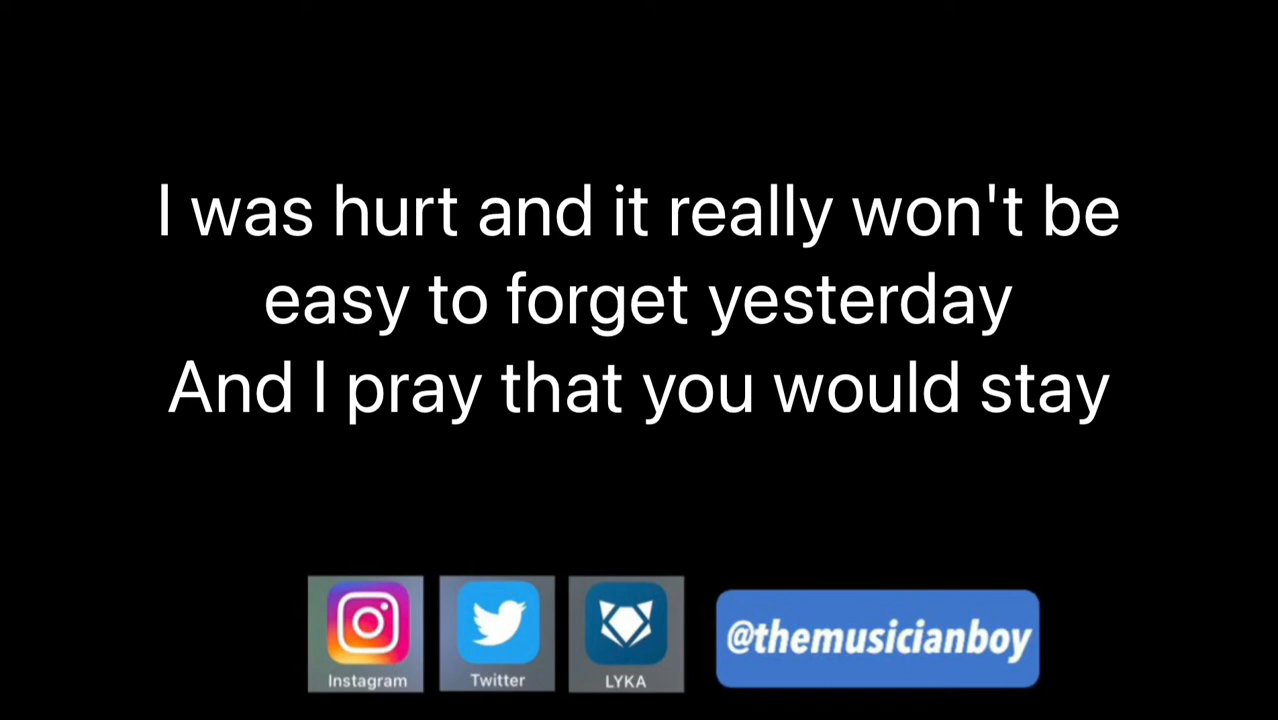 I was hurt and it really won't be
easy to forget yesterday
And I pray that you would stay
Instagram
Twitter
LYKA
@themusicianboy